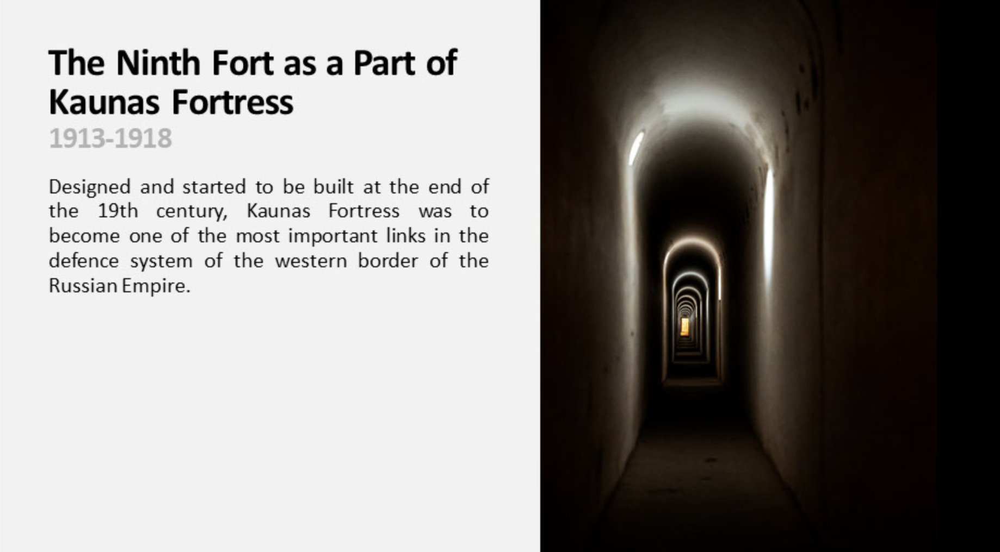 The Ninth Fort as a Part of
Kaunas Fortress
1913-1918
Designed and started to be built at the end of
the 19th century, Kaunas Fortress was to
become one of the most important links in the
defence system of the western border of the
Russian Empire.